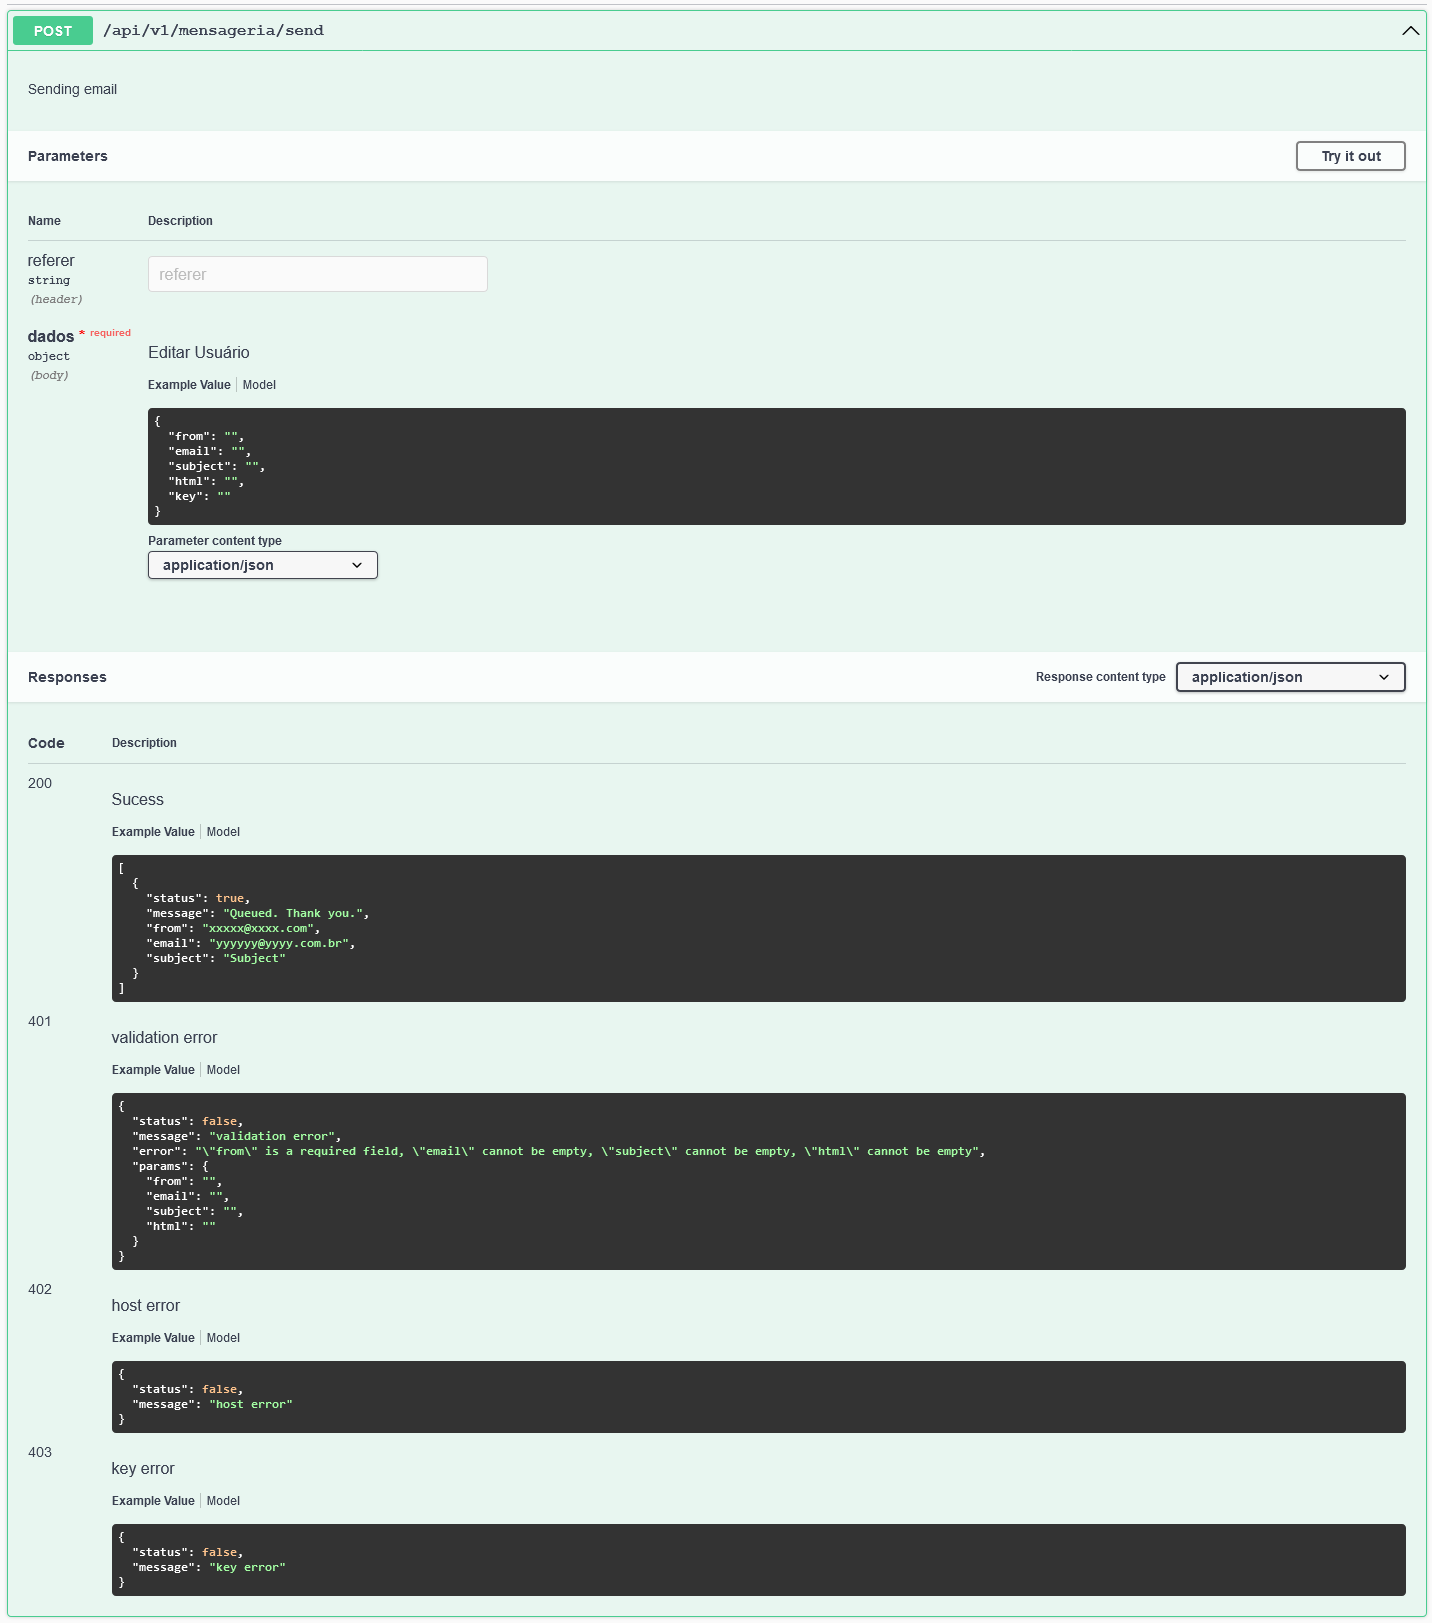 POST /api/v1/mensageria/send
Sending email
Parameters Try it out
Name Description
referer referer
string
(header)
dados * required
object
(body)
Editar Usuário
Example Value Model
{
"from": "",
"email": "",
"subject": "",
"html": "",
"key": ""
}
Parameter content type
application/json
Responses Response content type application/json
Code Description
200
Sucess
Example Value Model
[
{
"status": true,
"message": "Queued. Thank you.",
"from": "xxxxx@xxxx.com",
"email": "yyyyyy@yyyy.com.br",
"subject": "Subject"
}
]
401
validation error
Example Value Model
{
"status": false,
"message": "validation error",
"error": "\"from\" is a required field, \"email\" cannot be empty, \"subject\" cannot be empty, \"html\" cannot be empty",
"params": {
"from": "",
"email": "",
"subject": "",
"html": ""
}
}
402
host error
Example Value Model
{
"status": false,
"message": "host error"
}
403
key error
Example Value Model
{
"status": false,
"message": "key error"
}